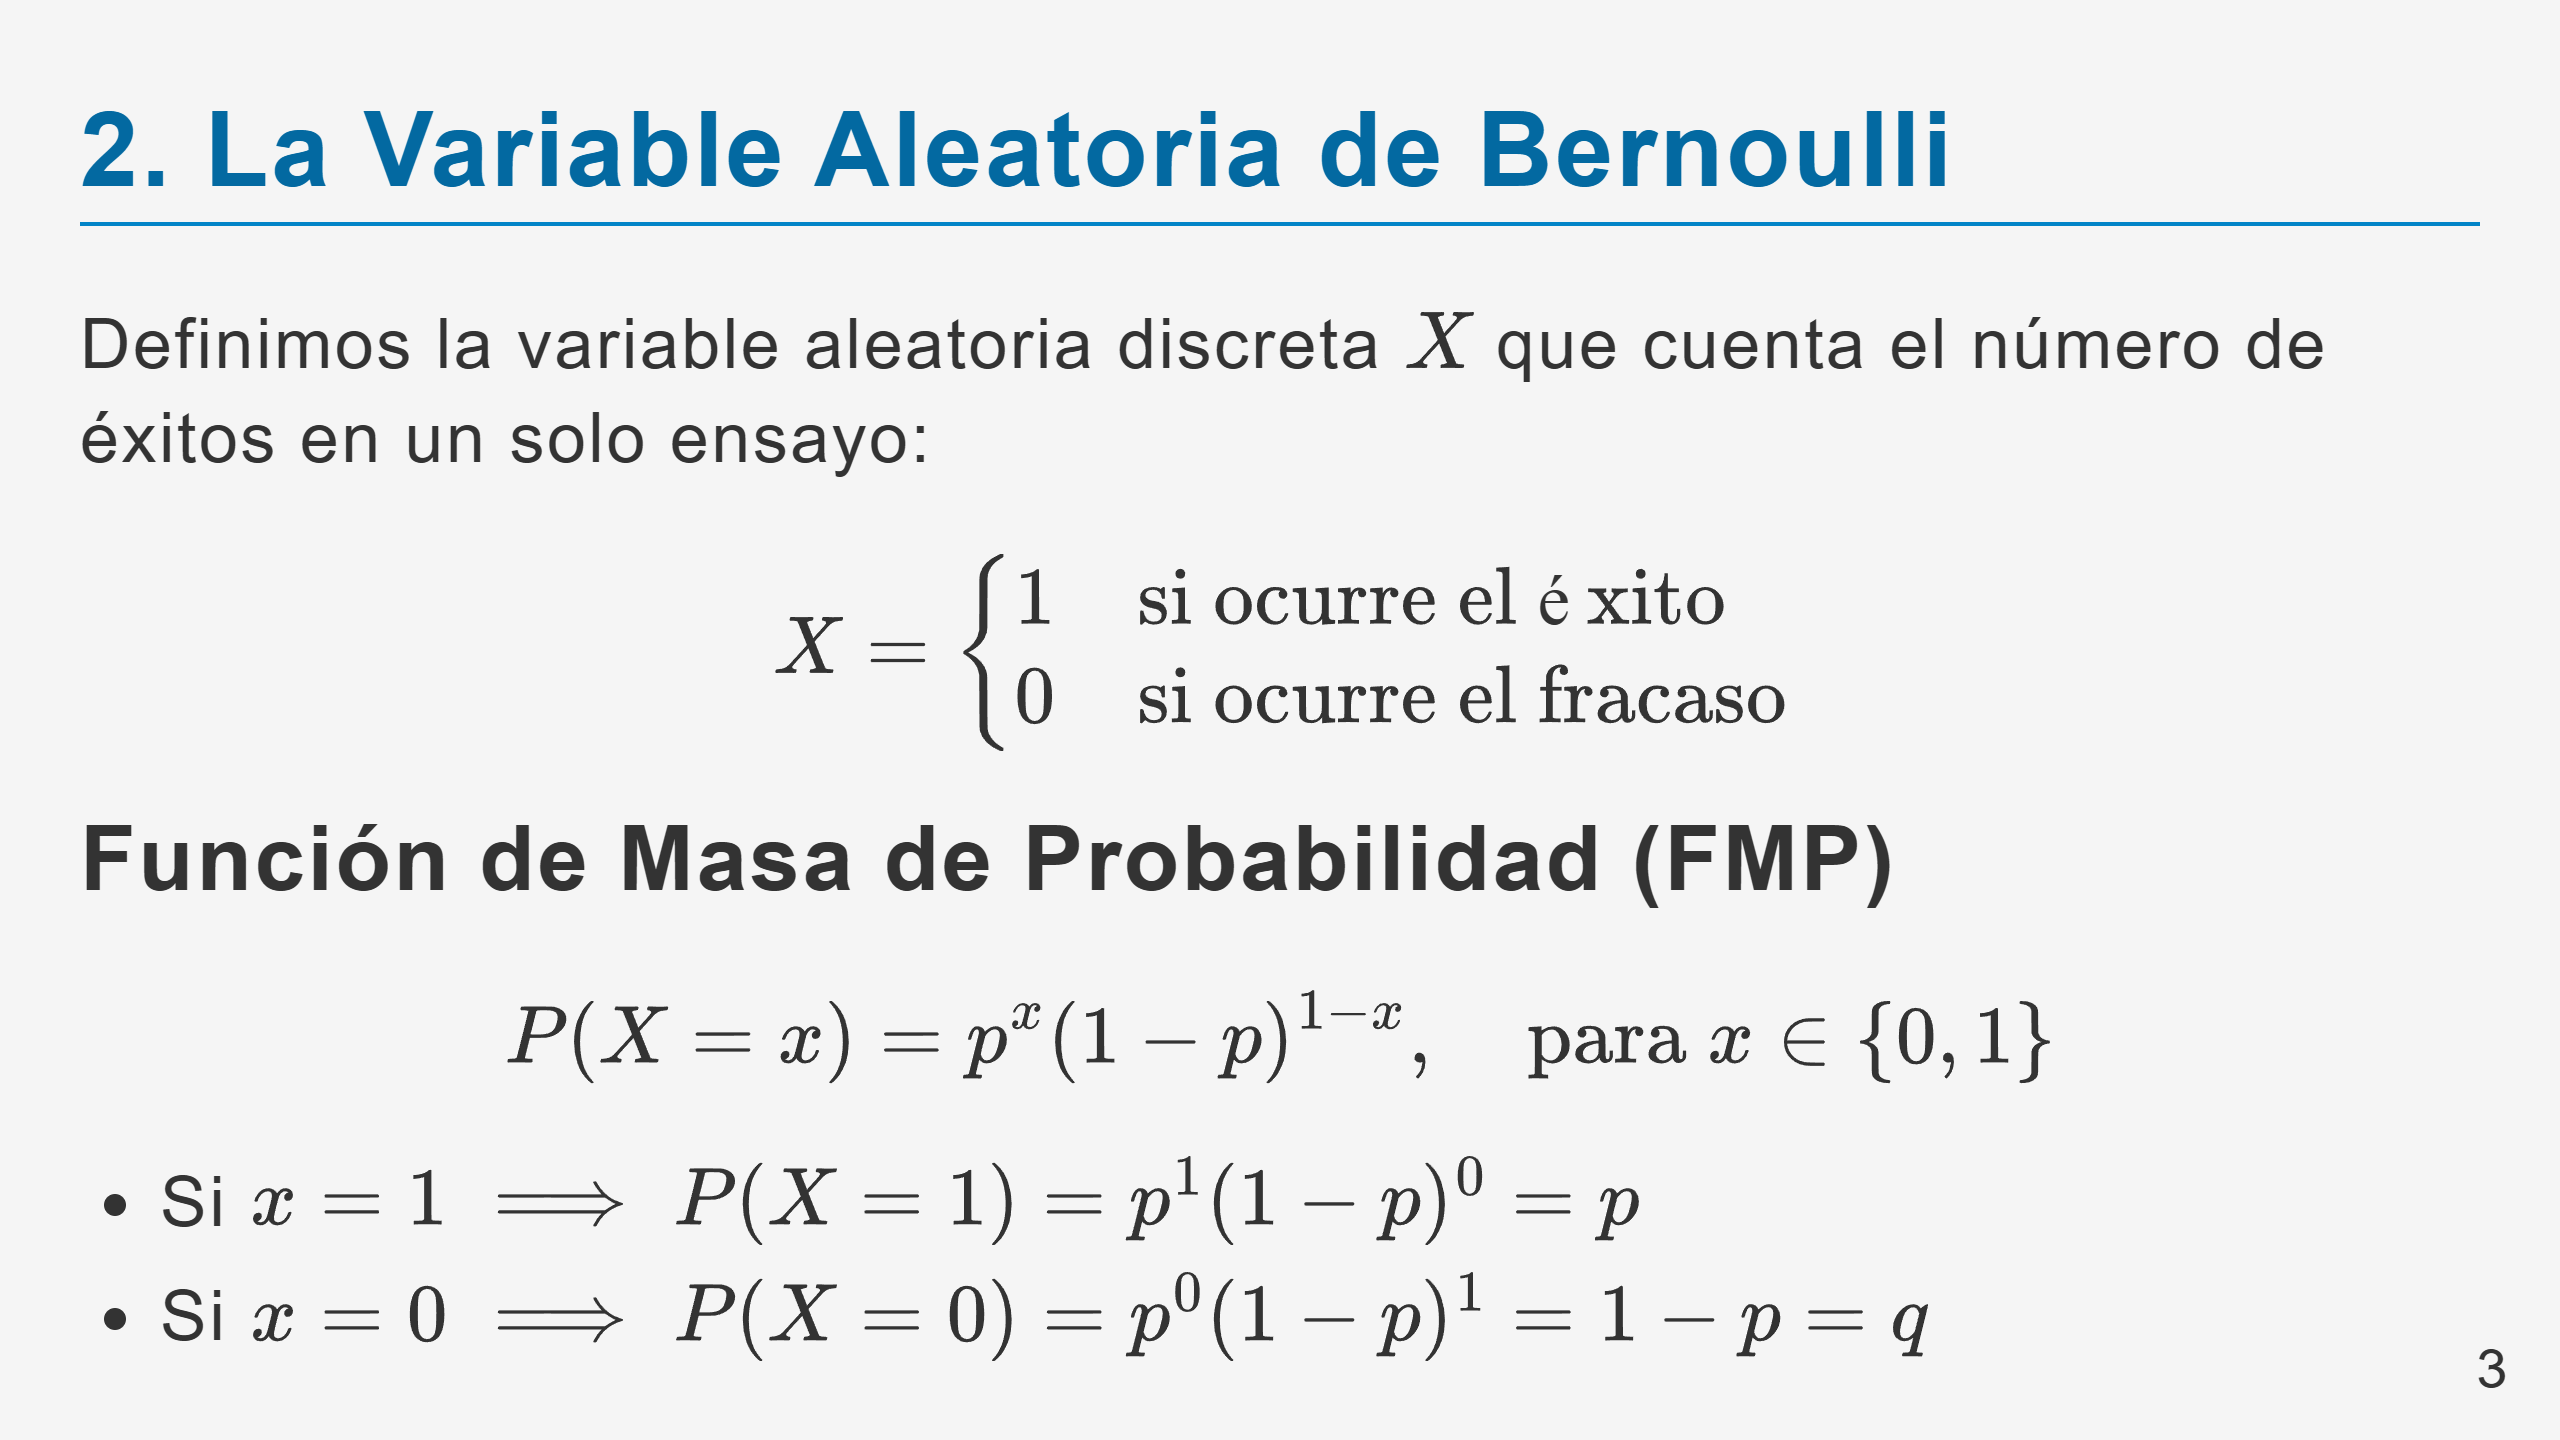 2. La Variable Aleatoria de Bernoulli
Definimos la variable aleatoria discreta X que cuenta el número de
éxitos en un solo ensayo:
X = { 1 si ocurre el é xito
0 si ocurre el fracaso
Función de Masa de Probabilidad (FMP)
P(X = x) = p^x(1 − p)^{1−x}, para x ∈ {0, 1}
• Si x = 1 ⟹ P(X = 1) = p^1(1 − p)^0 = p
• Si x = 0 ⟹ P(X = 0) = p^0(1 − p)^1 = 1 − p = q
3